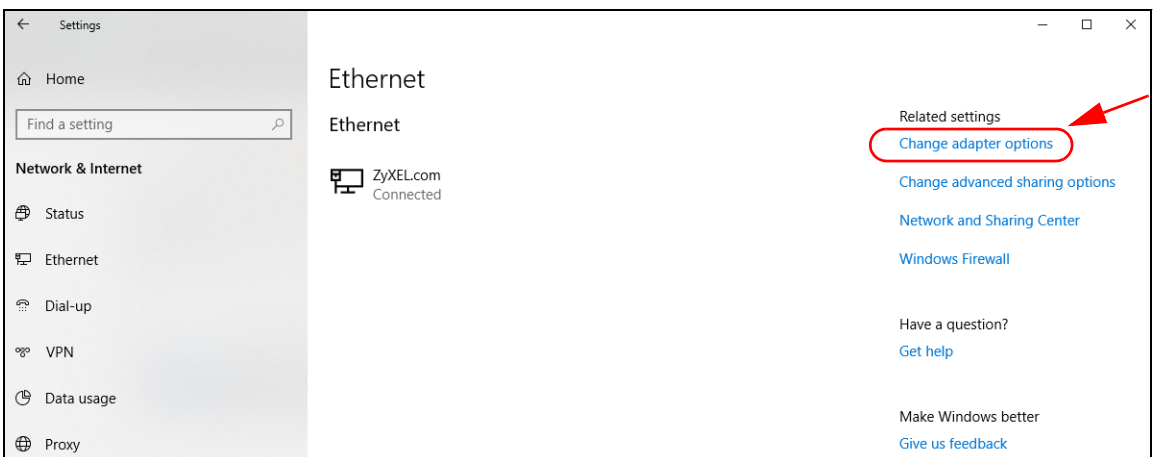 Settings
Home
Find a setting
Network & Internet
Status
Ethernet
Dial-up
VPN
Data usage
Proxy
Ethernet
Ethernet
ZyXEL.com
Connected
Related settings
Change adapter options
Change advanced sharing options
Network and Sharing Center
Windows Firewall
Have a question?
Get help
Make Windows better
Give us feedback